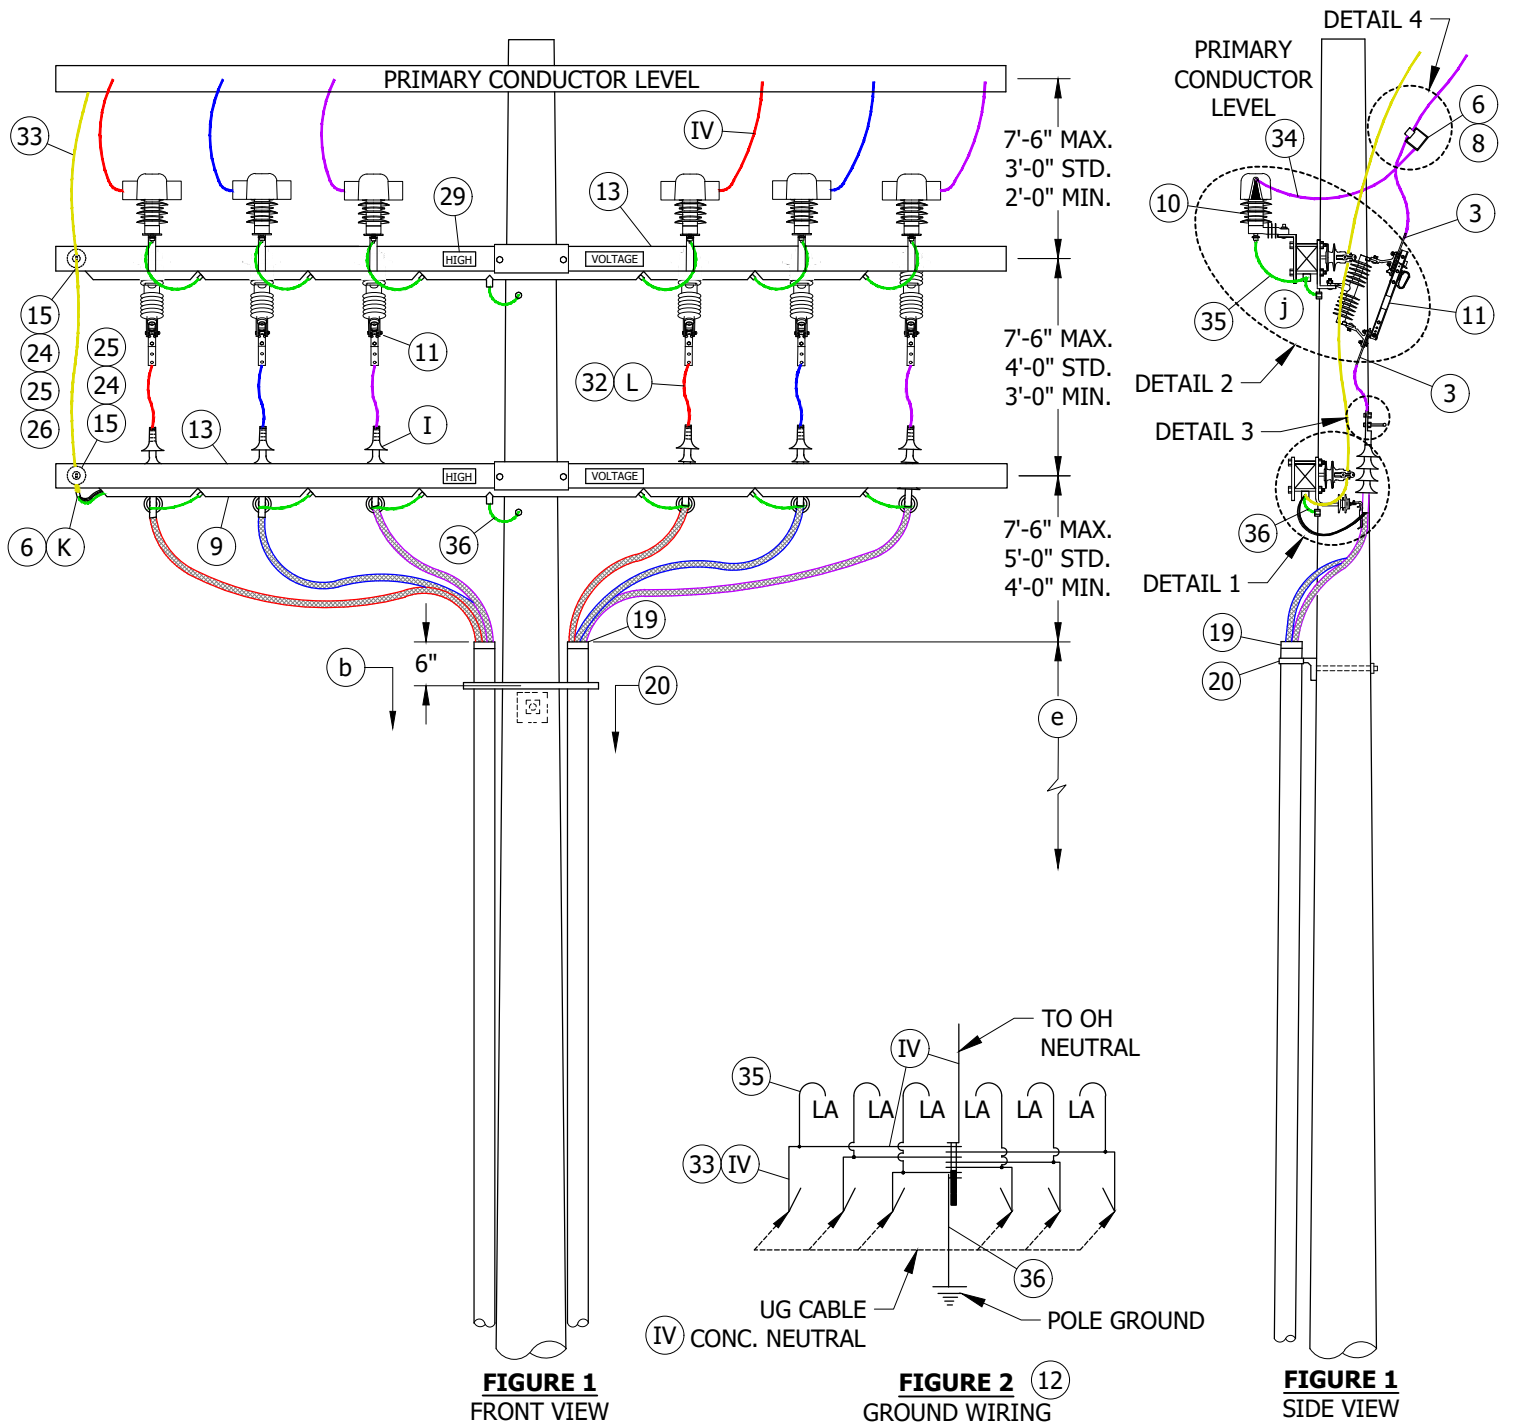 DETAIL 4
PRIMARY CONDUCTOR LEVEL
PRIMARY
CONDUCTOR
LEVEL
33
IV
7'-6" MAX.
3'-0" STD.
2'-0" MIN.
34
6
8
29
13
10
3
HIGH
VOLTAGE
15
24
25
26
25
24
15
11
32
L
7'-6" MAX.
4'-0" STD.
3'-0" MIN.
35
j
11
DETAIL 2
3
13
I
DETAIL 3
HIGH
VOLTAGE
6
K
9
36
7'-6" MAX.
5'-0" STD.
4'-0" MIN.
36
DETAIL 1
19
19
b
6"
20
20
e
TO OH
NEUTRAL
IV
35
LA
LA
LA
LA
LA
LA
33
IV
36
UG CABLE
IV
CONC. NEUTRAL
POLE GROUND
FIGURE 1
FRONT VIEW
FIGURE 2
12
GROUND WIRING
FIGURE 1
SIDE VIEW